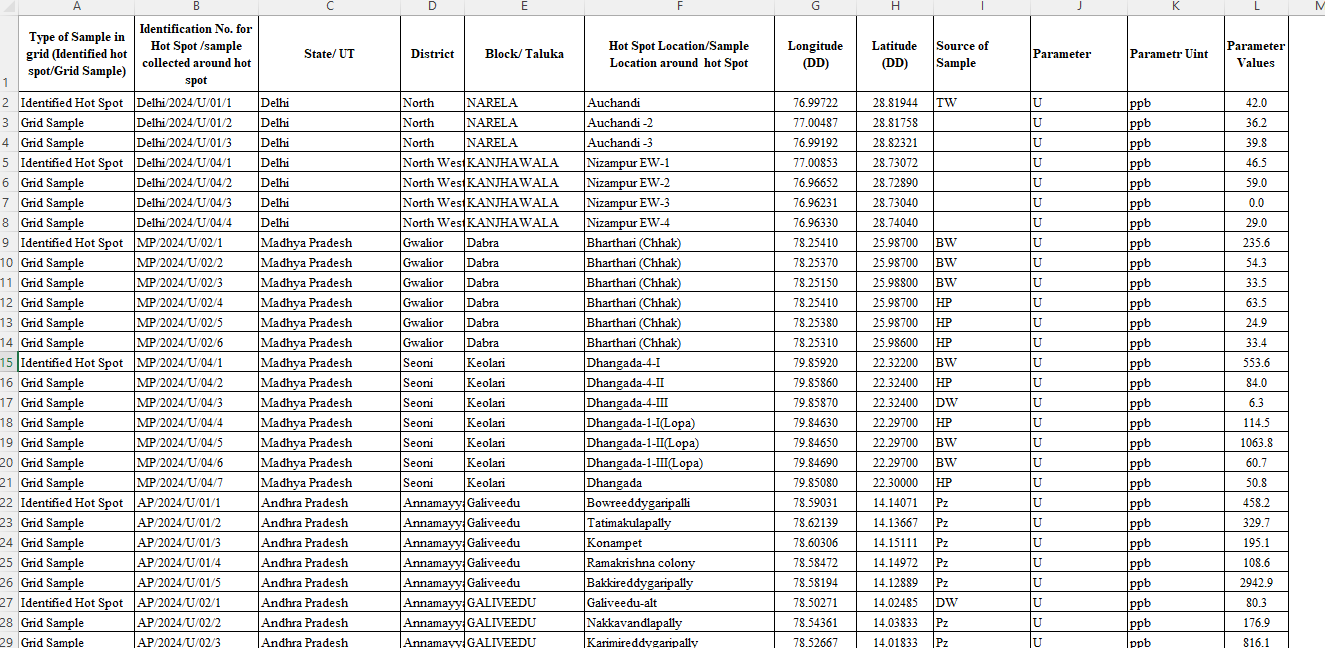 A B C D E F G H I J K L M
1 Type of Sample in grid (Identified hot spot/Grid Sample) Identification No. for Hot Spot /sample collected around hot spot State/ UT District Block/ Taluka Hot Spot Location/Sample Location around hot Spot Longitude (DD) Latitude (DD) Source of Sample Parameter Parametr Uint Parameter Values
2 Identified Hot Spot Delhi/2024/U/01/1 Delhi North NARELA Auchandi 76.99722 28.81944 TW U ppb 42.0
3 Grid Sample Delhi/2024/U/01/2 Delhi North NARELA Auchandi -2 77.00487 28.81758 U ppb 36.2
4 Grid Sample Delhi/2024/U/01/3 Delhi North NARELA Auchandi -3 76.99192 28.82321 U ppb 39.8
5 Identified Hot Spot Delhi/2024/U/04/1 Delhi North West KANJHAWALA Nizampur EW-1 77.00853 28.73072 U ppb 46.5
6 Grid Sample Delhi/2024/U/04/2 Delhi North West KANJHAWALA Nizampur EW-2 76.96652 28.72890 U ppb 59.0
7 Grid Sample Delhi/2024/U/04/3 Delhi North West KANJHAWALA Nizampur EW-3 76.96231 28.73040 U ppb 0.0
8 Grid Sample Delhi/2024/U/04/4 Delhi North West KANJHAWALA Nizampur EW-4 76.96330 28.74040 U ppb 29.0
9 Identified Hot Spot MP/2024/U/02/1 Madhya Pradesh Gwalior Dabra Bharthari (Chhak) 78.25410 25.98700 BW U ppb 235.6
10 Grid Sample MP/2024/U/02/2 Madhya Pradesh Gwalior Dabra Bharthari (Chhak) 78.25370 25.98700 BW U ppb 54.3
11 Grid Sample MP/2024/U/02/3 Madhya Pradesh Gwalior Dabra Bharthari (Chhak) 78.25150 25.98800 BW U ppb 33.5
12 Grid Sample MP/2024/U/02/4 Madhya Pradesh Gwalior Dabra Bharthari (Chhak) 78.25410 25.98700 HP U ppb 63.5
13 Grid Sample MP/2024/U/02/5 Madhya Pradesh Gwalior Dabra Bharthari (Chhak) 78.25380 25.98700 HP U ppb 24.9
14 Grid Sample MP/2024/U/02/6 Madhya Pradesh Gwalior Dabra Bharthari (Chhak) 78.25310 25.98600 HP U ppb 33.4
15 Identified Hot Spot MP/2024/U/04/1 Madhya Pradesh Seoni Keolari Dhangada-4-I 79.85920 22.32200 BW U ppb 553.6
16 Grid Sample MP/2024/U/04/2 Madhya Pradesh Seoni Keolari Dhangada-4-II 79.85860 22.32400 HP U ppb 84.0
17 Grid Sample MP/2024/U/04/3 Madhya Pradesh Seoni Keolari Dhangada-4-III 79.85870 22.32400 DW U ppb 6.3
18 Grid Sample MP/2024/U/04/4 Madhya Pradesh Seoni Keolari Dhangada-1-I(Lopa) 79.84630 22.29700 HP U ppb 114.5
19 Grid Sample MP/2024/U/04/5 Madhya Pradesh Seoni Keolari Dhangada-1-II(Lopa) 79.84650 22.29700 BW U ppb 1063.8
20 Grid Sample MP/2024/U/04/6 Madhya Pradesh Seoni Keolari Dhangada-1-III(Lopa) 79.84690 22.29700 BW U ppb 60.7
21 Grid Sample MP/2024/U/04/7 Madhya Pradesh Seoni Keolari Dhangada 79.85080 22.30000 HP U ppb 50.8
22 Identified Hot Spot AP/2024/U/01/1 Andhra Pradesh Annamayya Galiveedu Bowreeddygaripalli 78.59031 14.14071 Pz U ppb 458.2
23 Grid Sample AP/2024/U/01/2 Andhra Pradesh Annamayya Galiveedu Tatimakulapally 78.62139 14.13667 Pz U ppb 329.7
24 Grid Sample AP/2024/U/01/3 Andhra Pradesh Annamayya Galiveedu Konampet 78.60306 14.15111 Pz U ppb 195.1
25 Grid Sample AP/2024/U/01/4 Andhra Pradesh Annamayya Galiveedu Ramakrishna colony 78.58472 14.14972 Pz U ppb 108.6
26 Grid Sample AP/2024/U/01/5 Andhra Pradesh Annamayya Galiveedu Bakkireddygaripally 78.58194 14.12889 Pz U ppb 2942.9
27 Identified Hot Spot AP/2024/U/02/1 Andhra Pradesh Annamayya GALIVEEDU Galiveedu-alt 78.50271 14.02485 DW U ppb 80.3
28 Grid Sample AP/2024/U/02/2 Andhra Pradesh Annamayya GALIVEEDU Nakkavandlapally 78.54361 14.03833 Pz U ppb 176.9
29 Grid Sample AP/2024/U/02/3 Andhra Pradesh Annamayya GALIVEEDU Karimireddygaripally 78.52667 14.01833 Pz U ppb 816.1